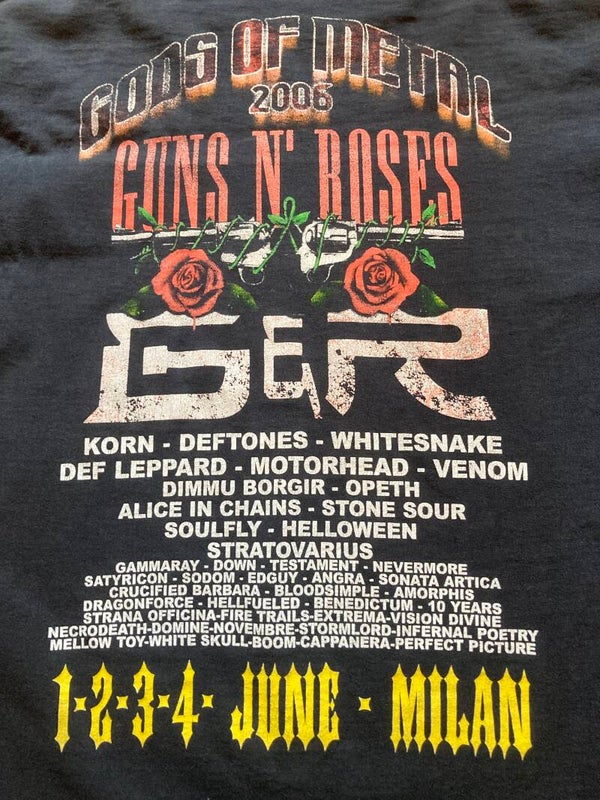 GODS OF METAL
2006
GUNS N' ROSES
G&R
KORN - DEFTONES - WHITESNAKE
DEF LEPPARD - MOTORHEAD - VENOM
DIMMU BORGIR - OPETH
ALICE IN CHAINS - STONE SOUR
SOULFLY - HELLOWEEN
STRATOVARIUS
GAMMARAY - DOWN - TESTAMENT - NEVERMORE
SATYRICON - SODOM - EDGUY - ANGRA - SONATA ARTICA
CRUCIFIED BARBARA - BLOODSIMPLE - AMORPHIS
DRAGONFORCE - HELLFUELED - BENEDICTUM - 10 YEARS
STRANA OFFICINA-FIRE TRAILS-EXTREMA-VISION DIVINE
NECRODEATH-DOMINE-NOVEMBRE-STORMLORD-INFERNAL POETRY
MELLOW TOY-WHITE SKULL-BOOM-CAPPANERA-PERFECT PICTURE
1·2·3·4· JUNE · MILAN